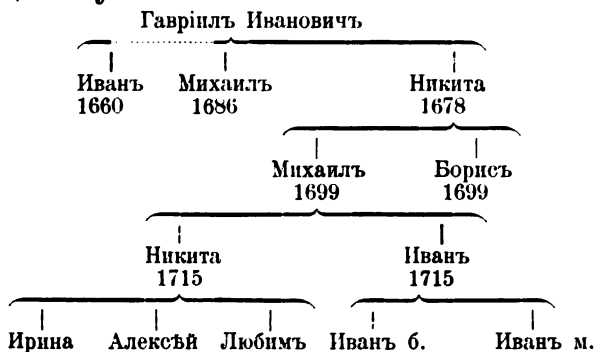 Гавріилъ Ивановичъ
Иванъ Михаилъ Никита
1660 1686 1678
Михаилъ Борисъ
1699 1699
Никита Иванъ
1715 1715
Ирина Алексѣй Любимъ Иванъ б. Иванъ м.